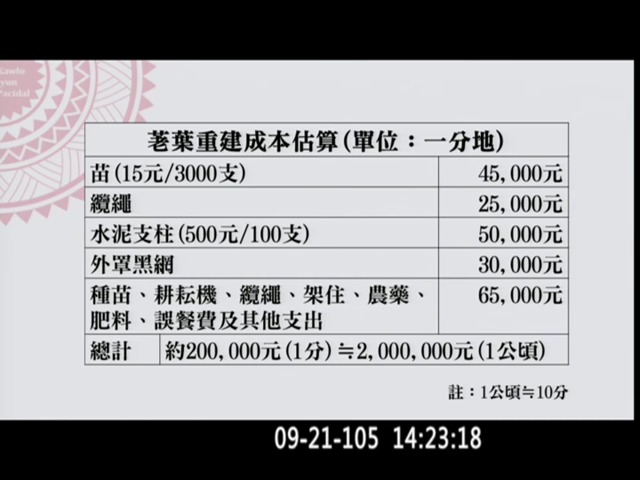 荖葉重建成本估算(單位：一分地)
苗(15元/3000支) 45,000元
纜繩 25,000元
水泥支柱(500元/100支) 50,000元
外罩黑網 30,000元
種苗、耕耘機、纜繩、架住、農藥、 65,000元
肥料、誤餐費及其他支出
總計 約200,000元(1分)≒2,000,000元(1公頃)
註：1公頃≒10分
09-21-105 14:23:18